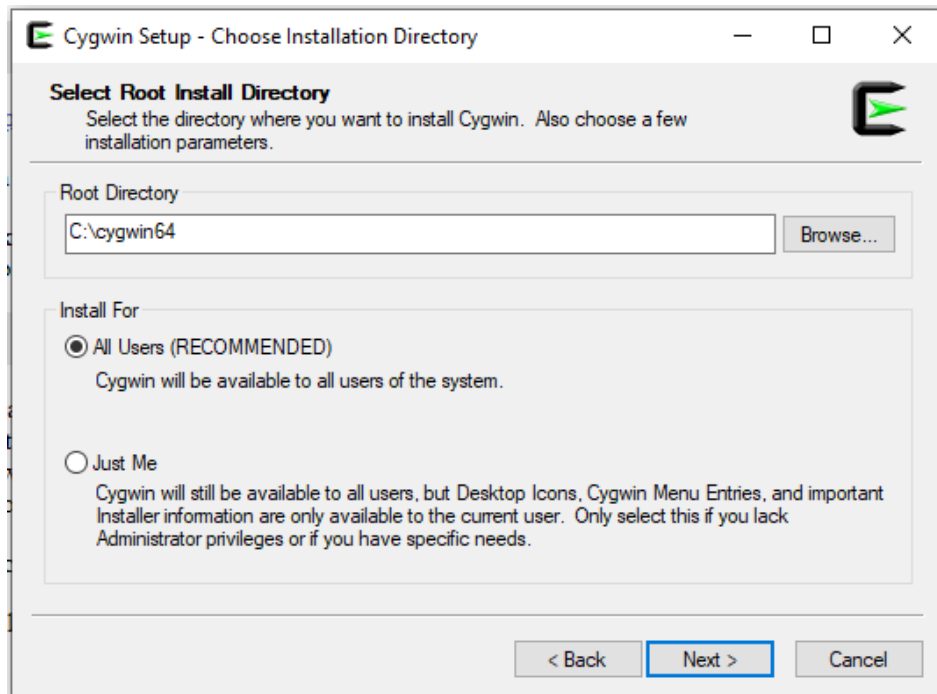 Cygwin Setup - Choose Installation Directory
Select Root Install Directory
Select the directory where you want to install Cygwin.  Also choose a few
installation parameters.
Root Directory
C:\cygwin64
Browse...
Install For
All Users (RECOMMENDED)
Cygwin will be available to all users of the system.
Just Me
Cygwin will still be available to all users, but Desktop Icons, Cygwin Menu Entries, and important
Installer information are only available to the current user.  Only select this if you lack
Administrator privileges or if you have specific needs.
< Back
Next >
Cancel